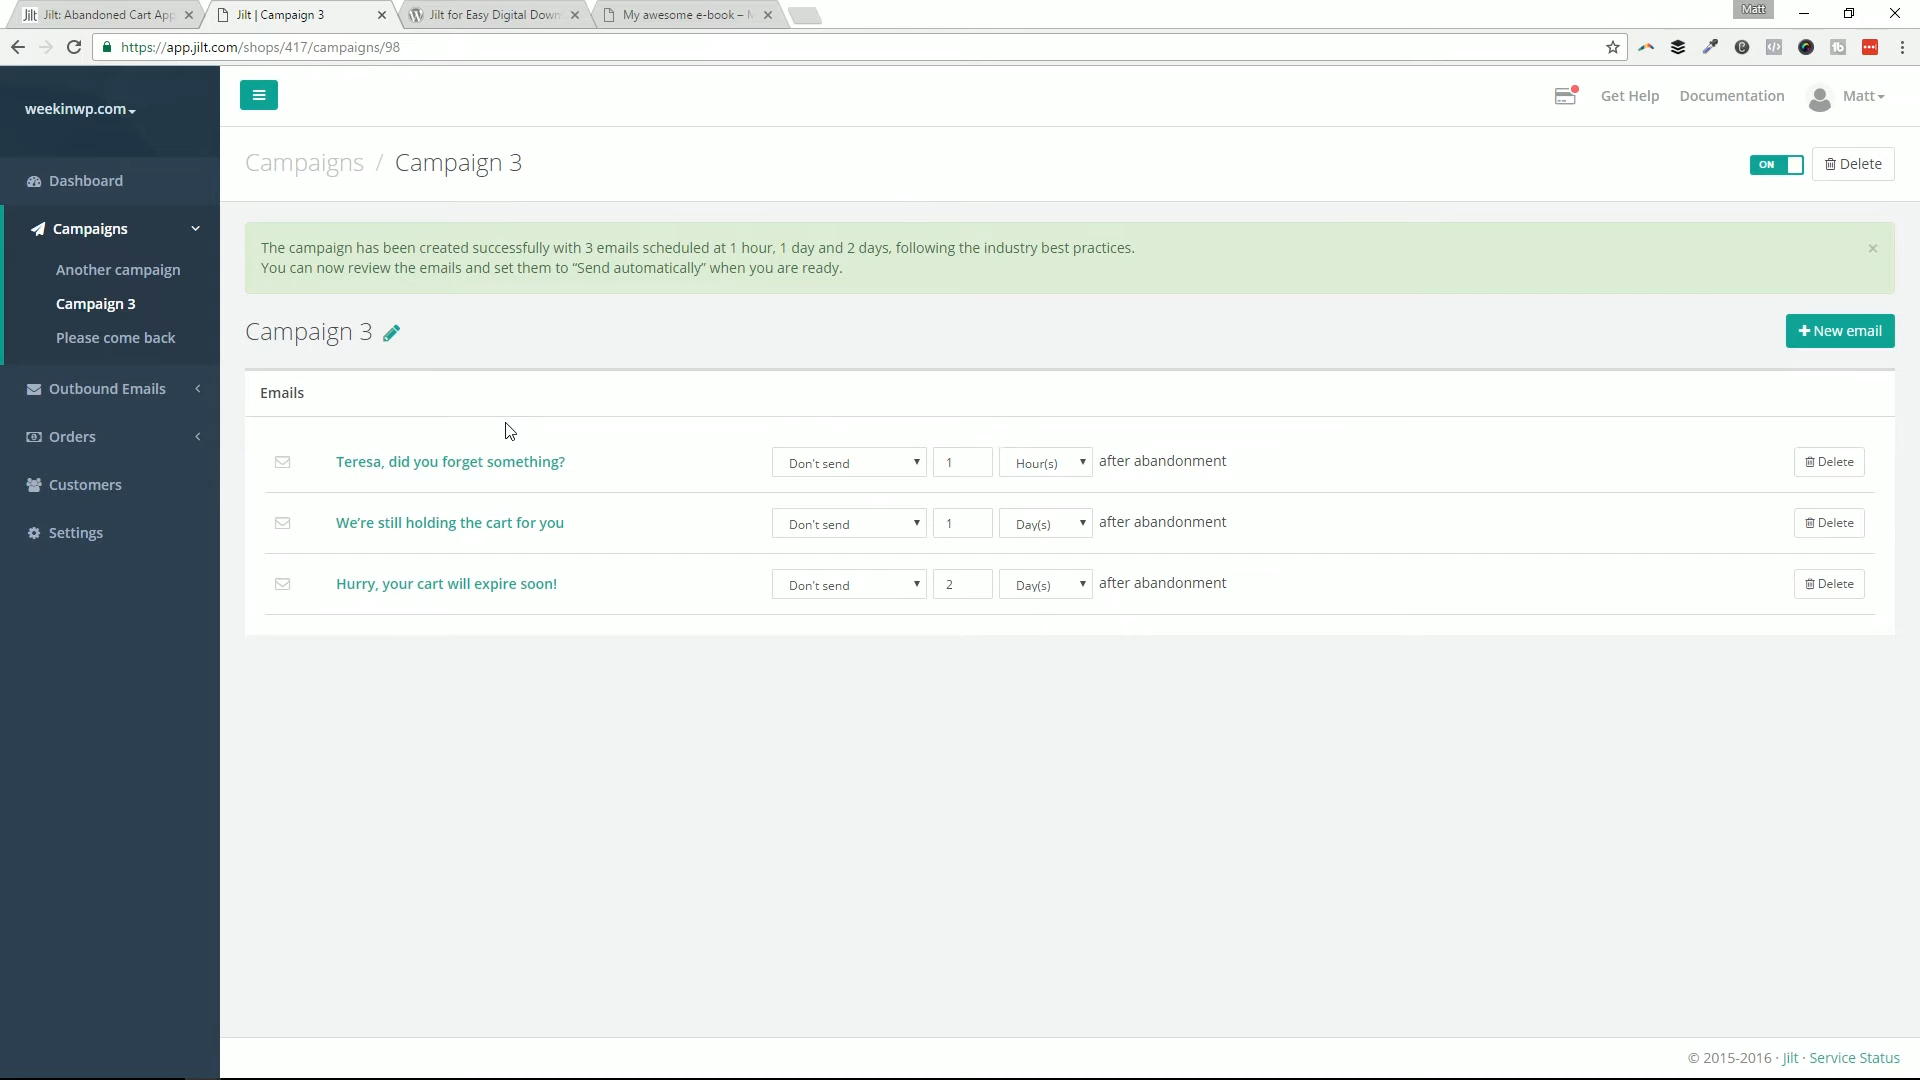 Jilt Jilt: Abandoned Cart App
Jilt | Campaign 3
Jilt for Easy Digital Down
My awesome e-book –
Matt
https://app.jilt.com/shops/417/campaigns/98
weekinwp.com
Get Help
Documentation
Matt
Campaigns / Campaign 3
ON
Delete
Dashboard
Campaigns
Another campaign
Campaign 3
Please come back
Outbound Emails
Orders
Customers
Settings
The campaign has been created successfully with 3 emails scheduled at 1 hour, 1 day and 2 days, following the industry best practices.
You can now review the emails and set them to “Send automatically” when you are ready.
×
Campaign 3
+ New email
Emails
Teresa, did you forget something? Don't send 1 Hour(s) after abandonment Delete
We’re still holding the cart for you Don't send 1 Day(s) after abandonment Delete
Hurry, your cart will expire soon! Don't send 2 Day(s) after abandonment Delete
© 2015-2016 · Jilt · Service Status